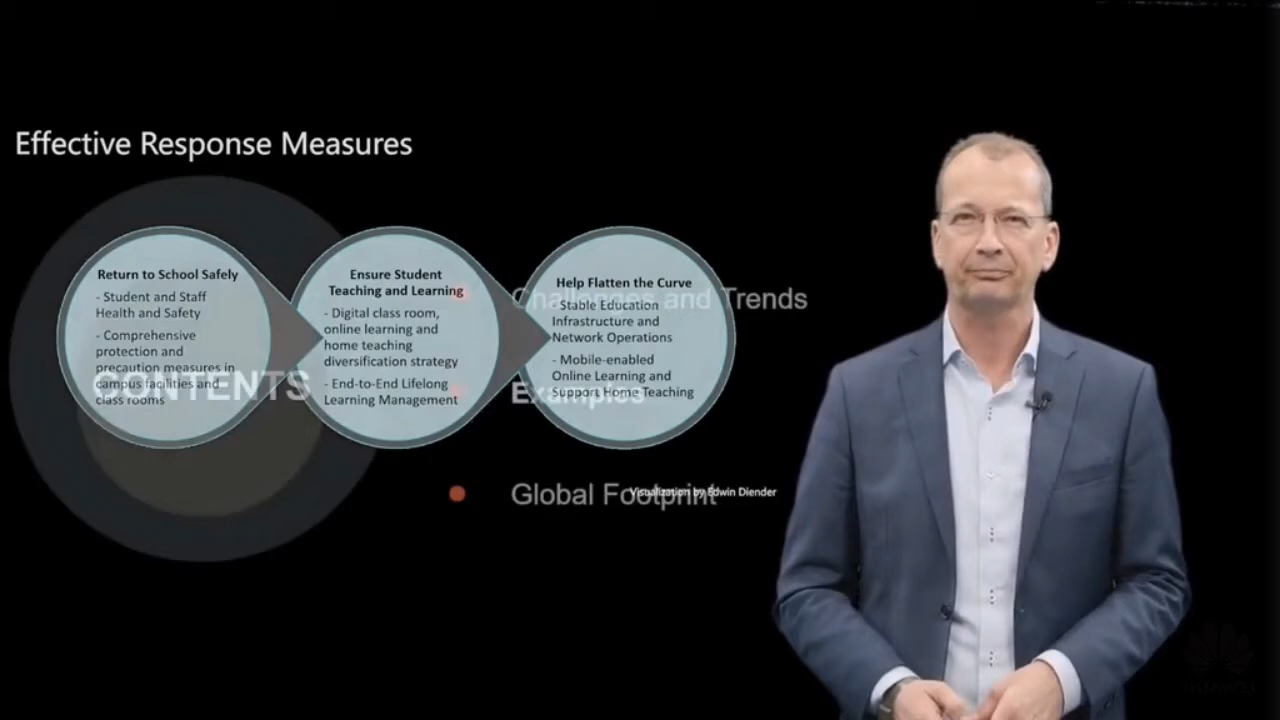 Effective Response Measures
Return to School Safely
- Student and Staff
Health and Safety
- Comprehensive
protection and
precaution measures in
campus facilities and
class rooms
CONTENTS
Ensure Student
Teaching and Learning
- Digital class room,
online learning and
home teaching
diversification strategy
- End-to-End Lifelong
Learning Management
Help Flatten the Curve
Stable Education
Infrastructure and
Network Operations
- Mobile-enabled
Online Learning and
Support Home Teaching
Challenges and Trends
Examples
Global Footprint
Visualization by Edwin Diender
HUAWEI